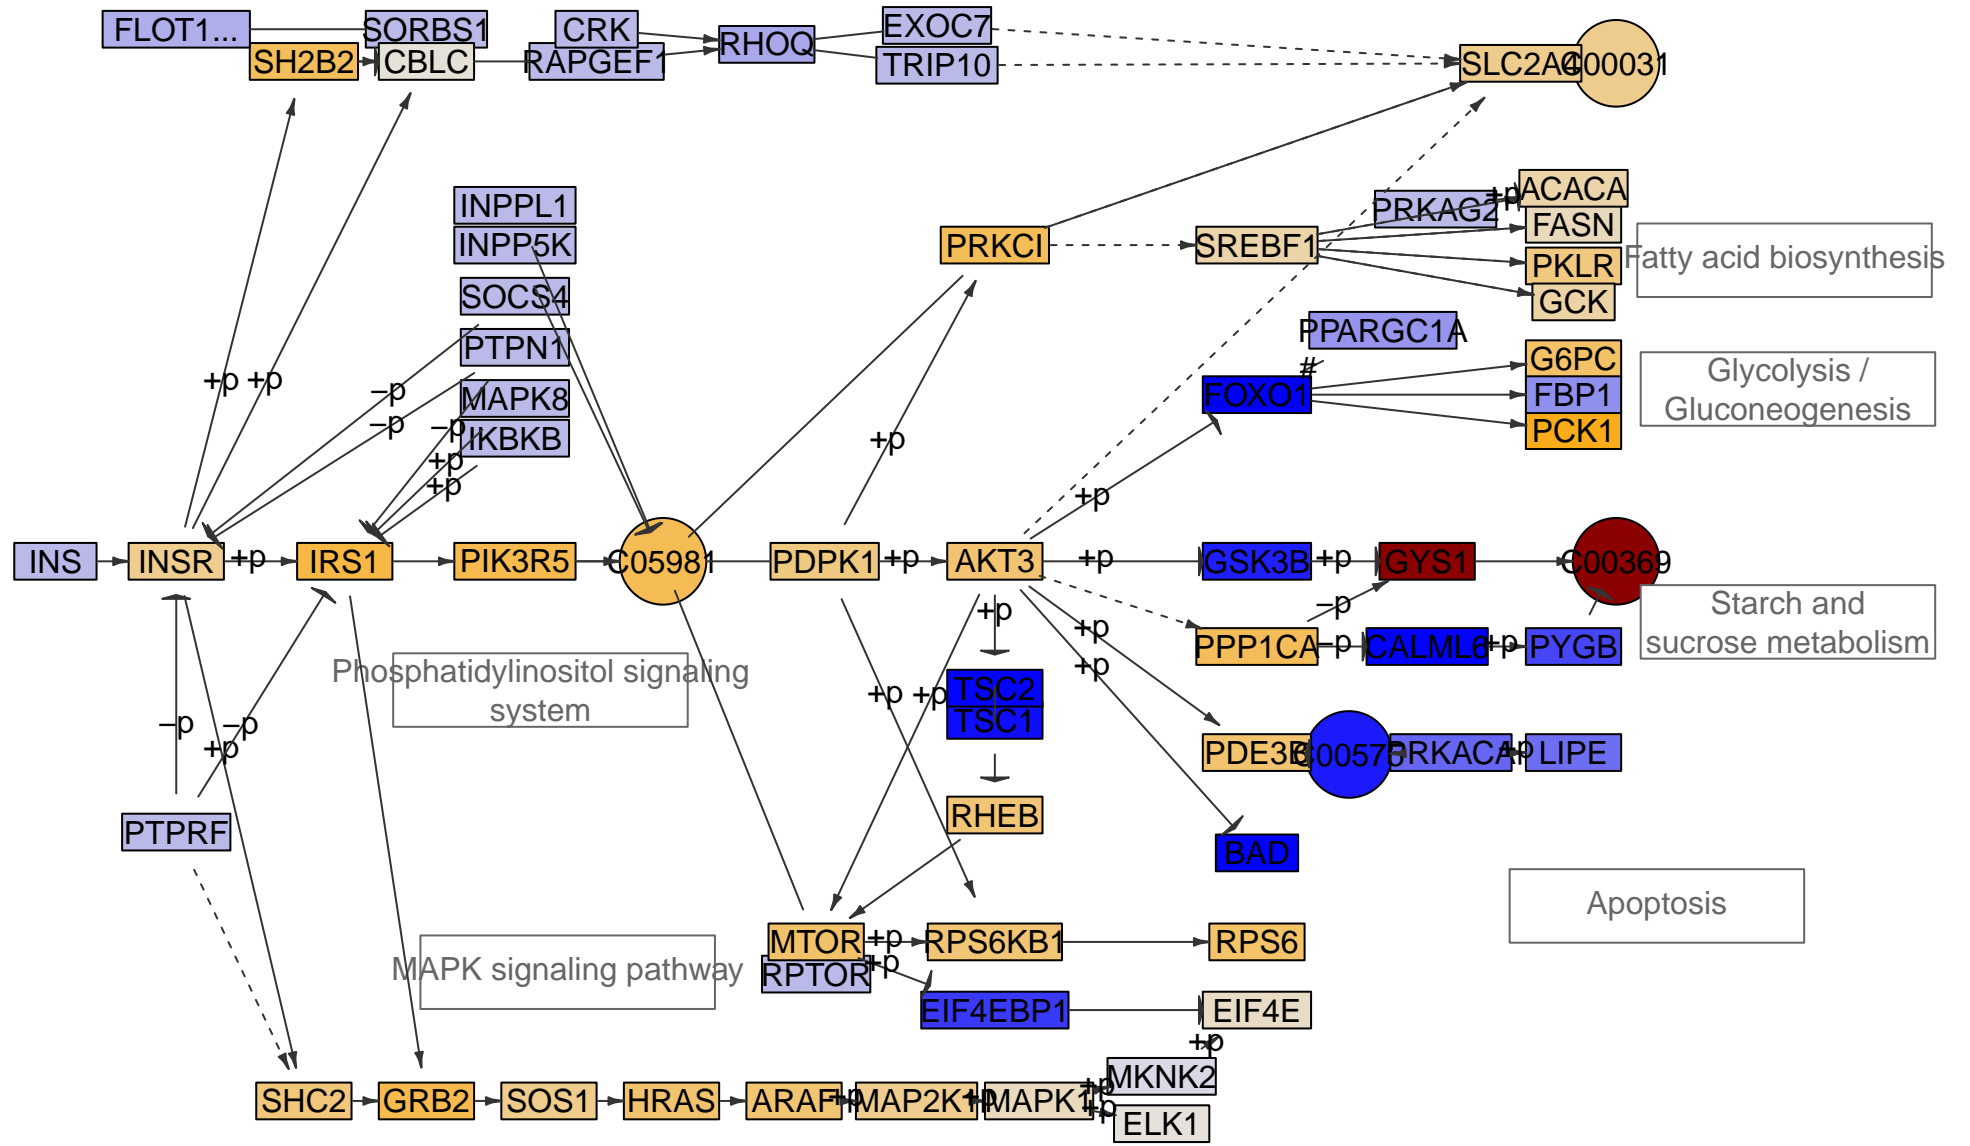 FLOT1...
SORBS1
CRK
RHOQ
EXOC7
SH2B2
CBLC
RAPGEF1
TRIP10
SLC2A4
C00031
INPPL1
INPP5K
SOCS4
PTPN1
MAPK8
IKBKB
PRKCI
SREBF1
PRKAG2
+p
ACACA
FASN
PKLR
GCK
Fatty acid biosynthesis
PPARGC1A
#
FOXO1
G6PC
FBP1
PCK1
Glycolysis /
Gluconeogenesis
+p
+p
−p
−p
−p
+p
+p
+p
+p
INS
INSR
+p
IRS1
PIK3R5
C05981
PDPK1
+p
AKT3
+p
GSK3B
+p
GYS1
C00369
−p
PPP1CA
−p
CALML6
+p
PYGB
Starch and
sucrose metabolism
+p
+p
+p
Phosphatidylinositol signaling
system
+p
+p
TSC2
TSC1
−p
+p
−p
PDE3B
C00575
PRKACA
+p
LIPE
PTPRF
RHEB
BAD
Apoptosis
MTOR
RPTOR
+p
+p
RPS6KB1
RPS6
MAPK signaling pathway
EIF4EBP1
EIF4E
+p
SHC2
GRB2
SOS1
HRAS
ARAF
+p
MAP2K1
+p
MAPK1
+p
+p
MKNK2
ELK1